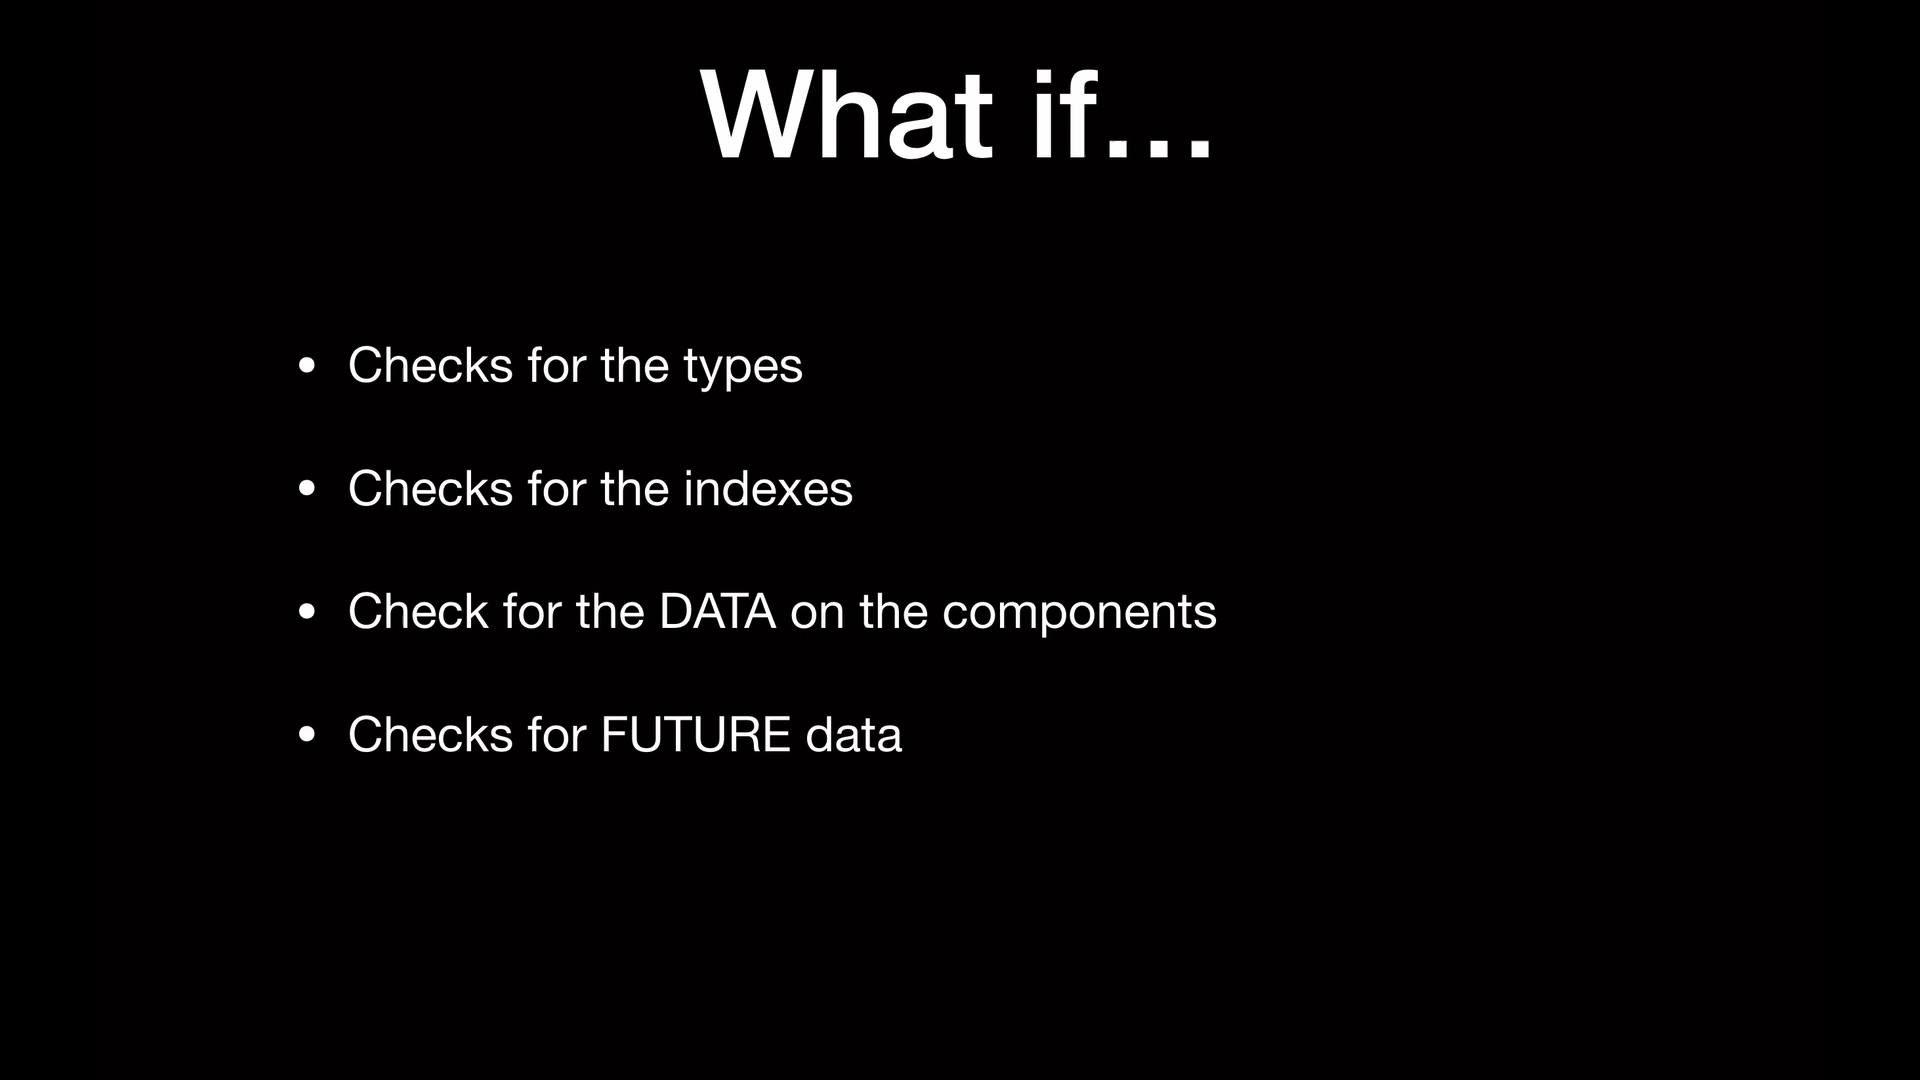 What if...
• Checks for the types
• Checks for the indexes
• Check for the DATA on the components
• Checks for FUTURE data